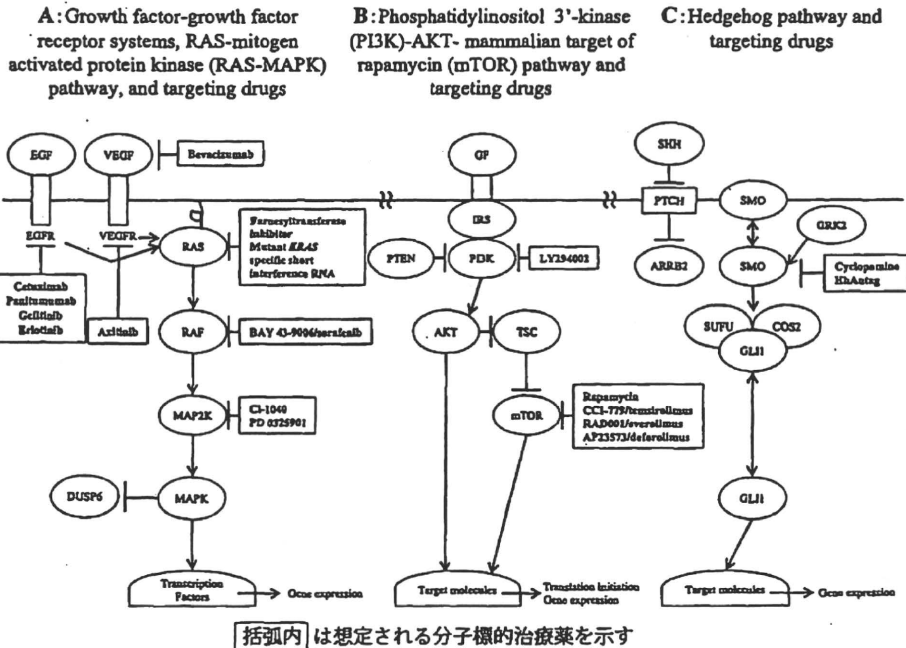 A:Growth factor-growth factor
receptor systems, RAS-mitogen
activated protein kinase (RAS-MAPK)
pathway, and targeting drugs
B:Phosphatidylinositol 3'-kinase
(PI3K)-AKT- mammalian target of
rapamycin (mTOR) pathway and
targeting drugs
C:Hedgehog pathway and
targeting drugs
EGF
VEGF
Bevacizumab
EGFR
VEGFR
RAS
Farnesyltransferase
inhibitor
Mutant KRAS
specific short
interference RNA
Cetuximab
Panitumumab
Gefitinib
Erlotinib
Axitinib
RAF
BAY 43-9006/sorafenib
MAP2K
CI-1040
PD 0325901
DUSP6
MAPK
Transcription
Factors
Gene expression
GF
IRS
PTEN
PDK
LY294002
AKT
TSC
mTOR
Rapamycin
CCI-779/temsirolimus
RAD001/everolimus
AP23573/deforolimus
Target molecules
Translation Initiation
Gene expression
SHH
PTCH
SMO
ARRB2
SMO
GRK2
Cyclopamine
KhAntag
SUFU
COS2
GLI1
GLI1
Target molecules
Gene expression
括弧内 は想定される分子標的治療薬を示す